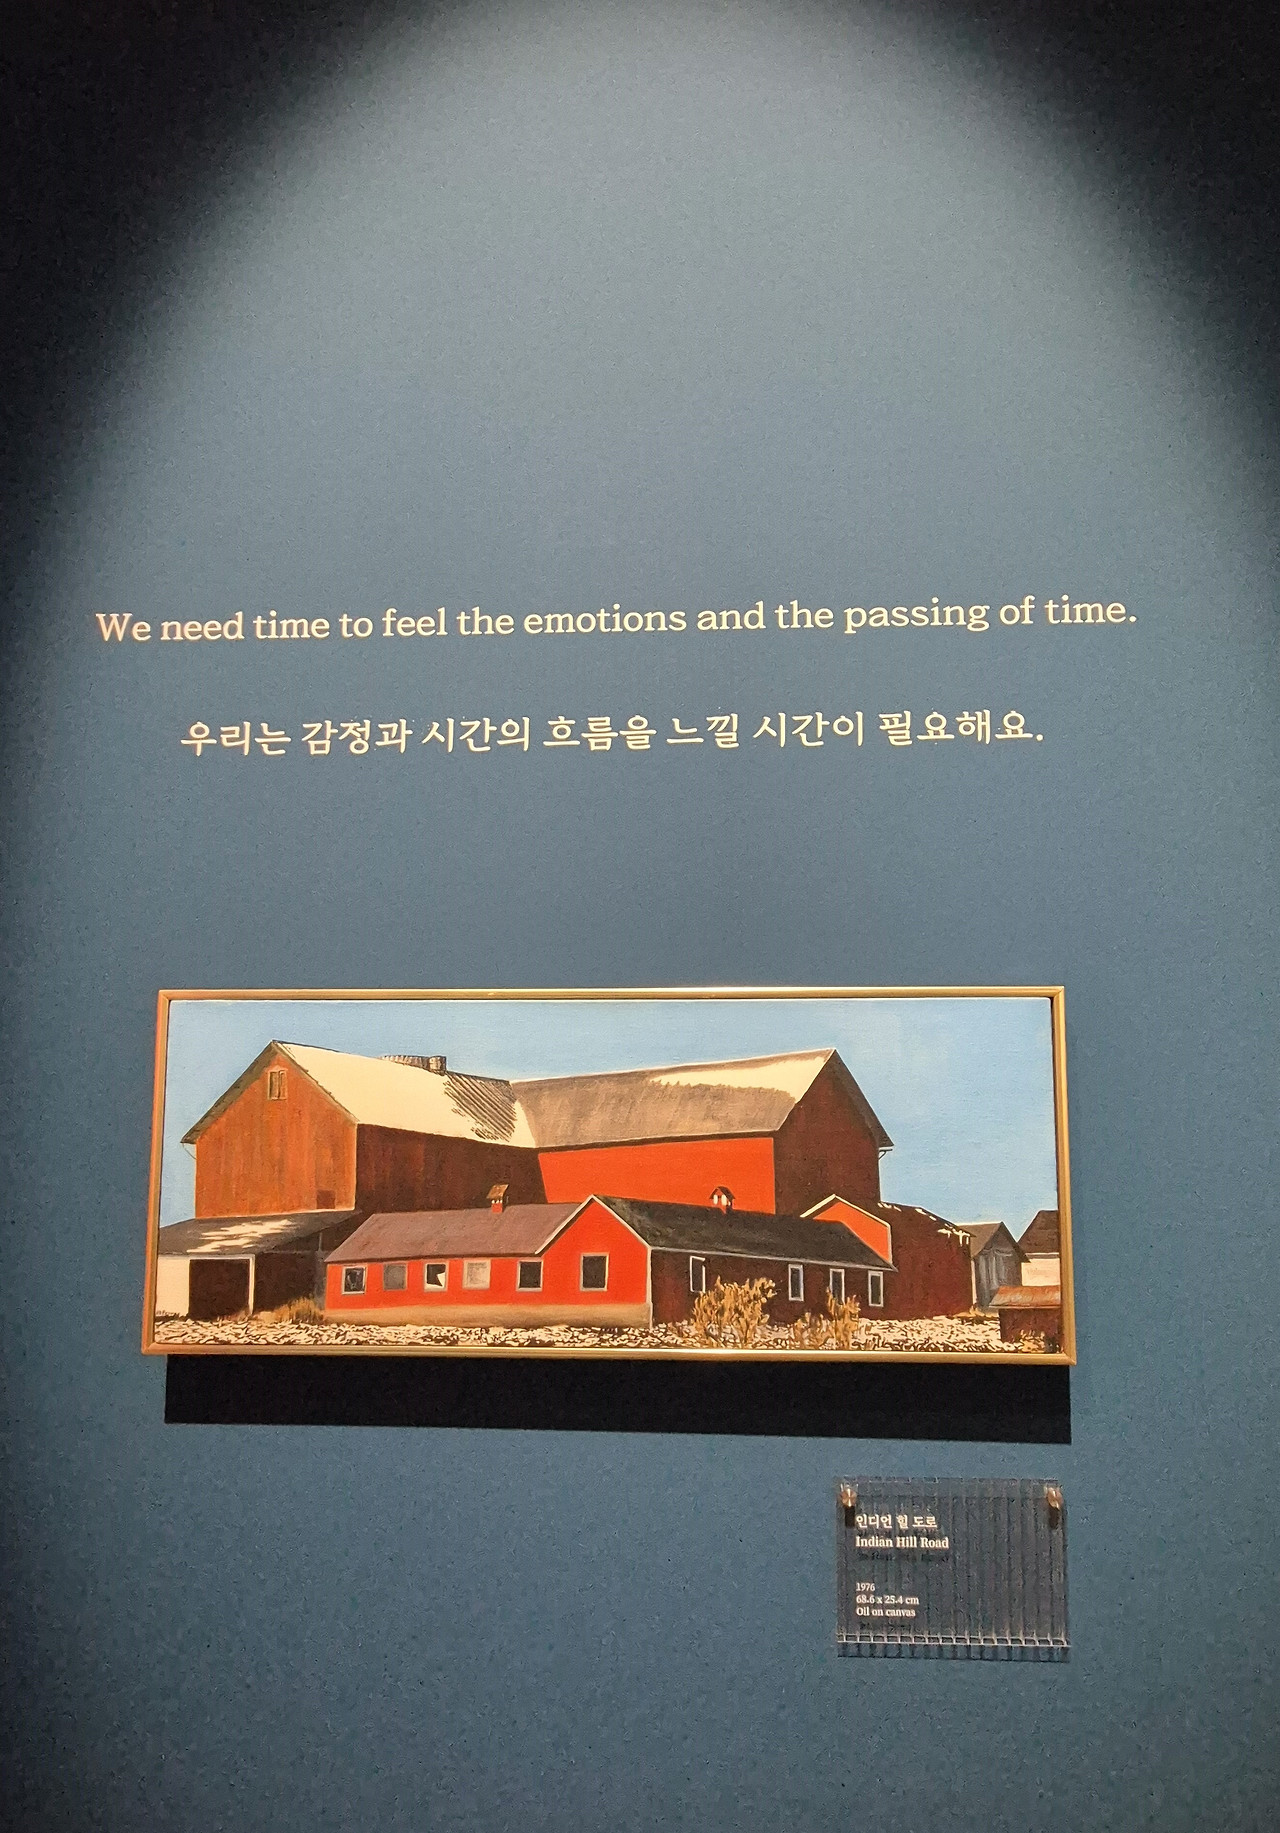 We need time to feel the emotions and the passing of time.
우리는 감정과 시간의 흐름을 느낄 시간이 필요해요.
인디언 힐 도로
Indian Hill Road
1976
68.6 x 25.4 cm
Oil on canvas